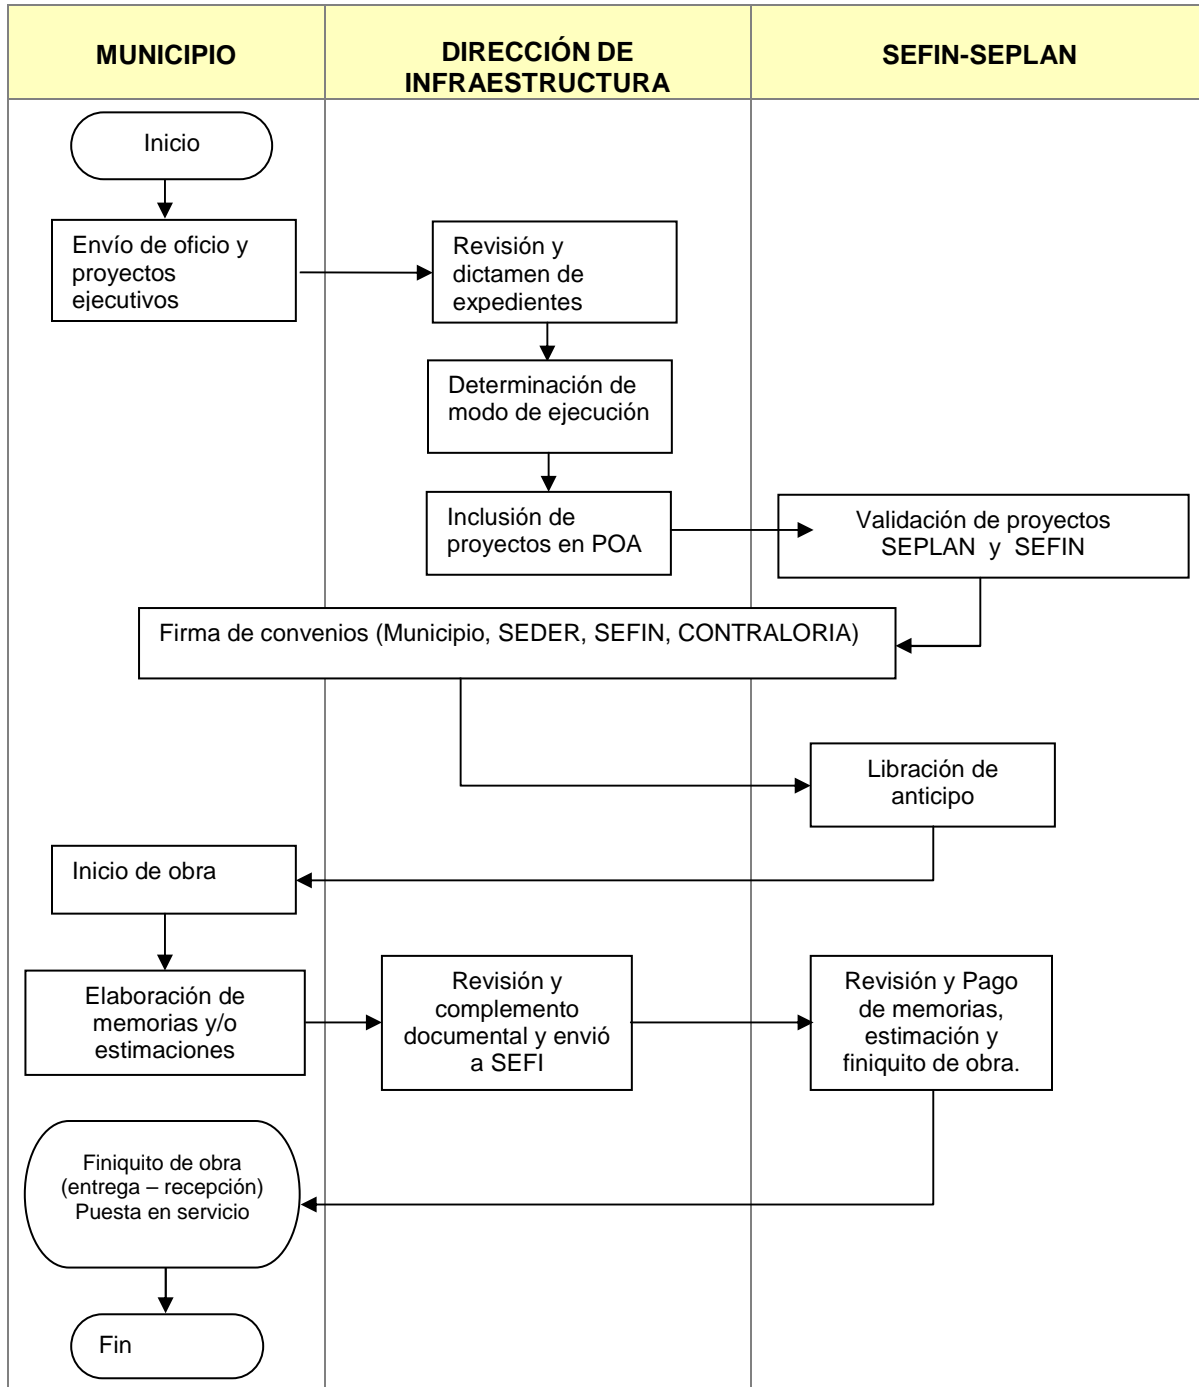 MUNICIPIO
DIRECCIÓN DE
INFRAESTRUCTURA
SEFIN-SEPLAN
Inicio
Envío de oficio y
proyectos
ejecutivos
Revisión y
dictamen de
expedientes
Determinación de
modo de ejecución
Inclusión de
proyectos en POA
Validación de proyectos
SEPLAN y SEFIN
Firma de convenios (Municipio, SEDER, SEFIN, CONTRALORIA)
Libración de
anticipo
Inicio de obra
Elaboración de
memorias y/o
estimaciones
Revisión y
complemento
documental y envió
a SEFI
Revisión y Pago
de memorias,
estimación y
finiquito de obra.
Finiquito de obra
(entrega – recepción)
Puesta en servicio
Fin